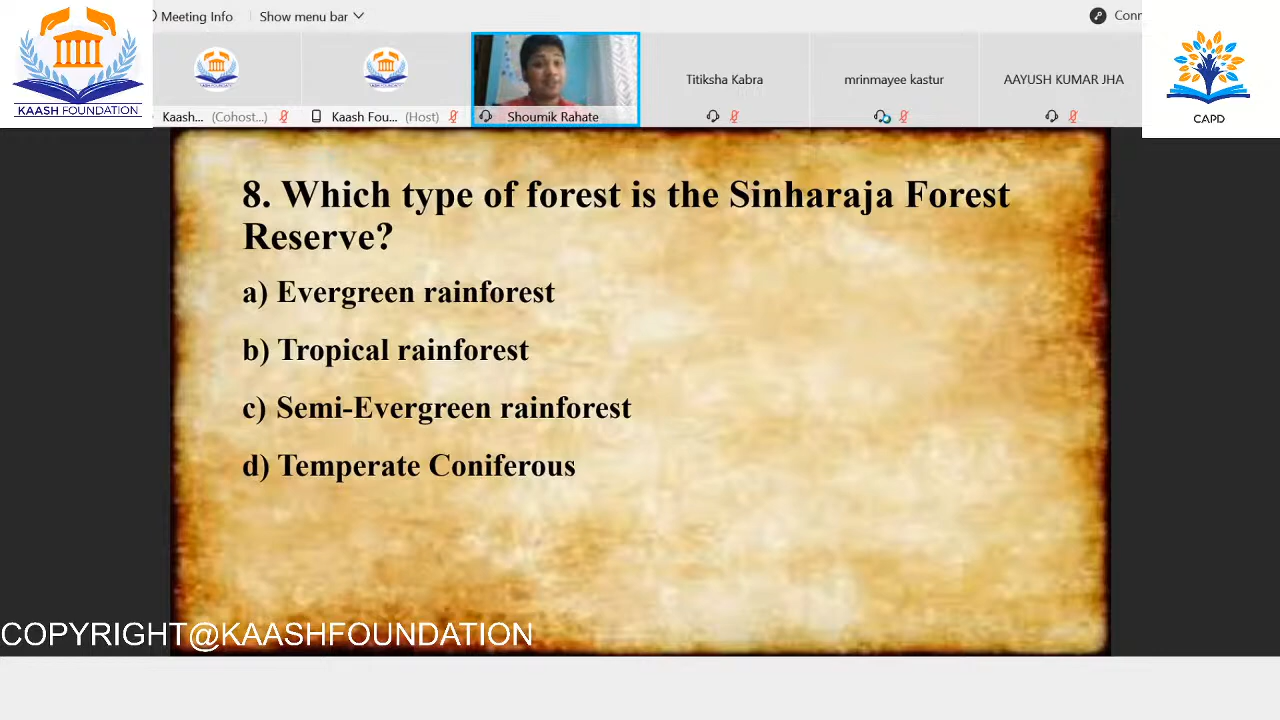 Meeting Info
Show menu bar
Conn
KAASH FOUNDATION
Kaash... (Cohost...)
Kaash Fou... (Host)
Shoumik Rahate
Titiksha Kabra
mrinmayee kastur
AAYUSH KUMAR JHA
CAPD
8. Which type of forest is the Sinharaja Forest
Reserve?
a) Evergreen rainforest
b) Tropical rainforest
c) Semi-Evergreen rainforest
d) Temperate Coniferous
COPYRIGHT@KAASHFOUNDATION